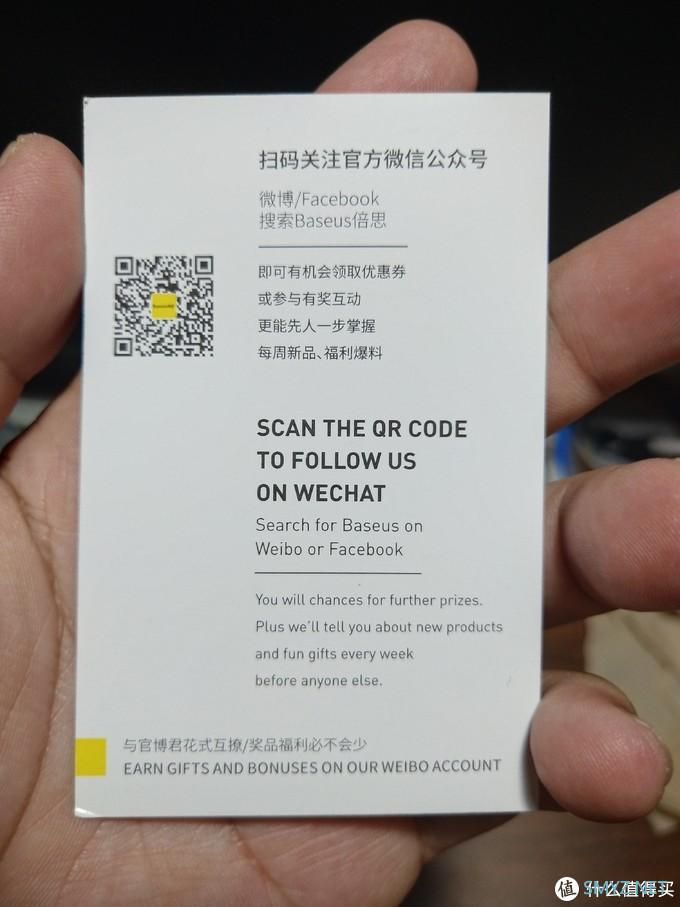 扫码关注官方微信公众号
微博/Facebook
搜索Baseus倍思
即可有机会领取优惠券
或参与有奖互动
更能先人一步掌握
每周新品、福利爆料
SCAN THE QR CODE
TO FOLLOW US
ON WECHAT
Search for Baseus on
Weibo or Facebook
You will chances for further prizes.
Plus we'll tell you about new products
and fun gifts every week
before anyone else.
与官博君花式互撩/奖品福利必不会少
EARN GIFTS AND BONUSES ON OUR WEIBO ACCOUNT
值 什么值得买